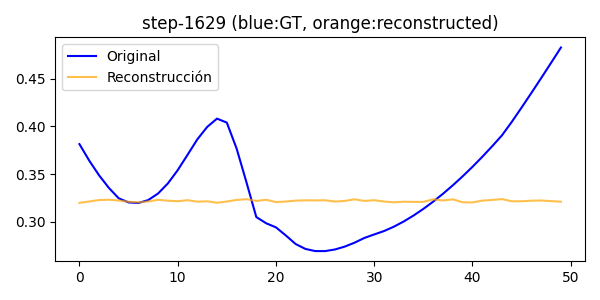 step-1629 (blue:GT, orange:reconstructed)
Original
Reconstrucción
0.45
0.40
0.35
0.30
0 10 20 30 40 50